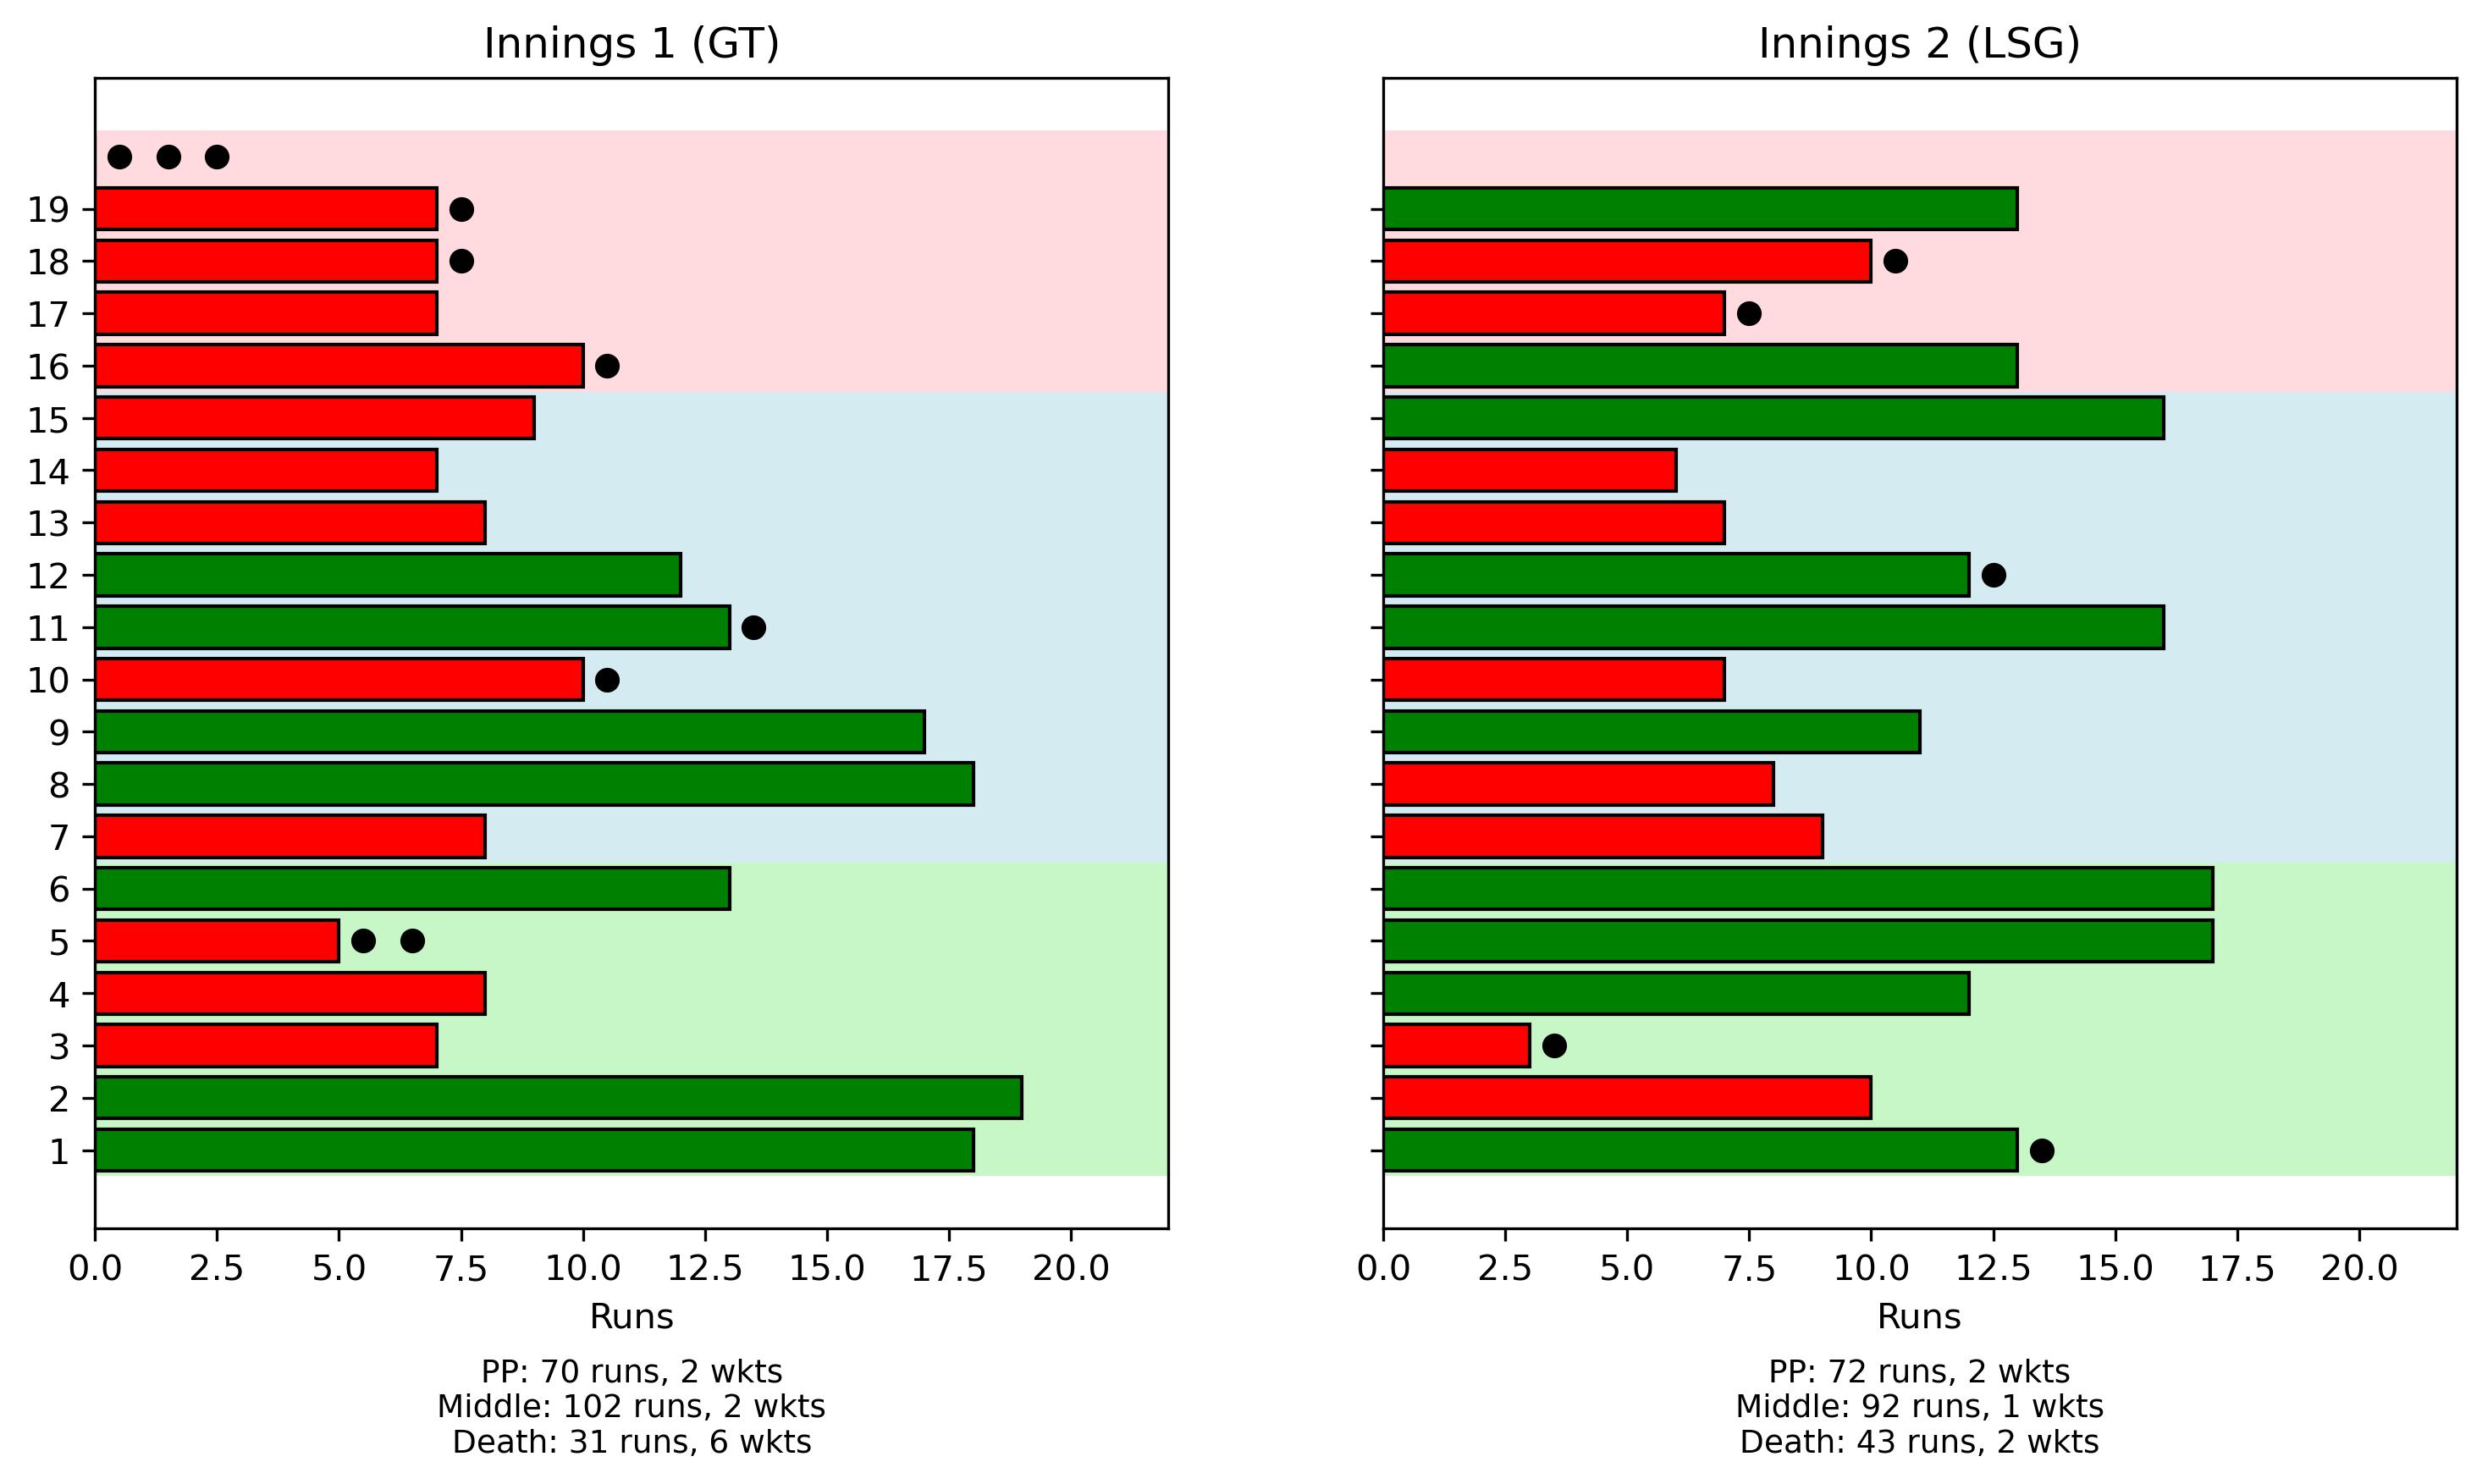 Innings 1 (GT)
19
18
17
16
15
14
13
12
11
10
9
8
7
6
5
4
3
2
1
0.0 2.5 5.0 7.5 10.0 12.5 15.0 17.5 20.0
Runs
PP: 70 runs, 2 wkts
Middle: 102 runs, 2 wkts
Death: 31 runs, 6 wkts
Innings 2 (LSG)
0.0 2.5 5.0 7.5 10.0 12.5 15.0 17.5 20.0
Runs
PP: 72 runs, 2 wkts
Middle: 92 runs, 1 wkts
Death: 43 runs, 2 wkts